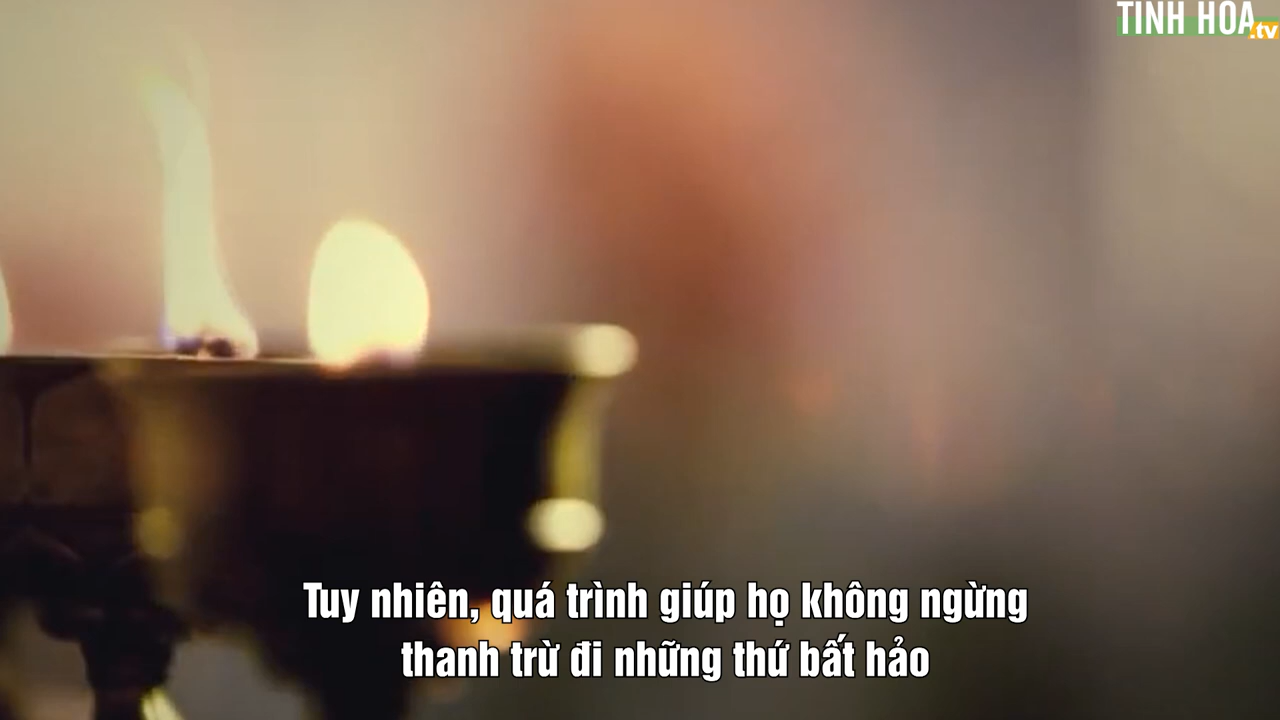 TINH HOA
.tv
Tuy nhiên, quá trình giúp họ không ngừng
thanh trừ đi những thứ bất hảo